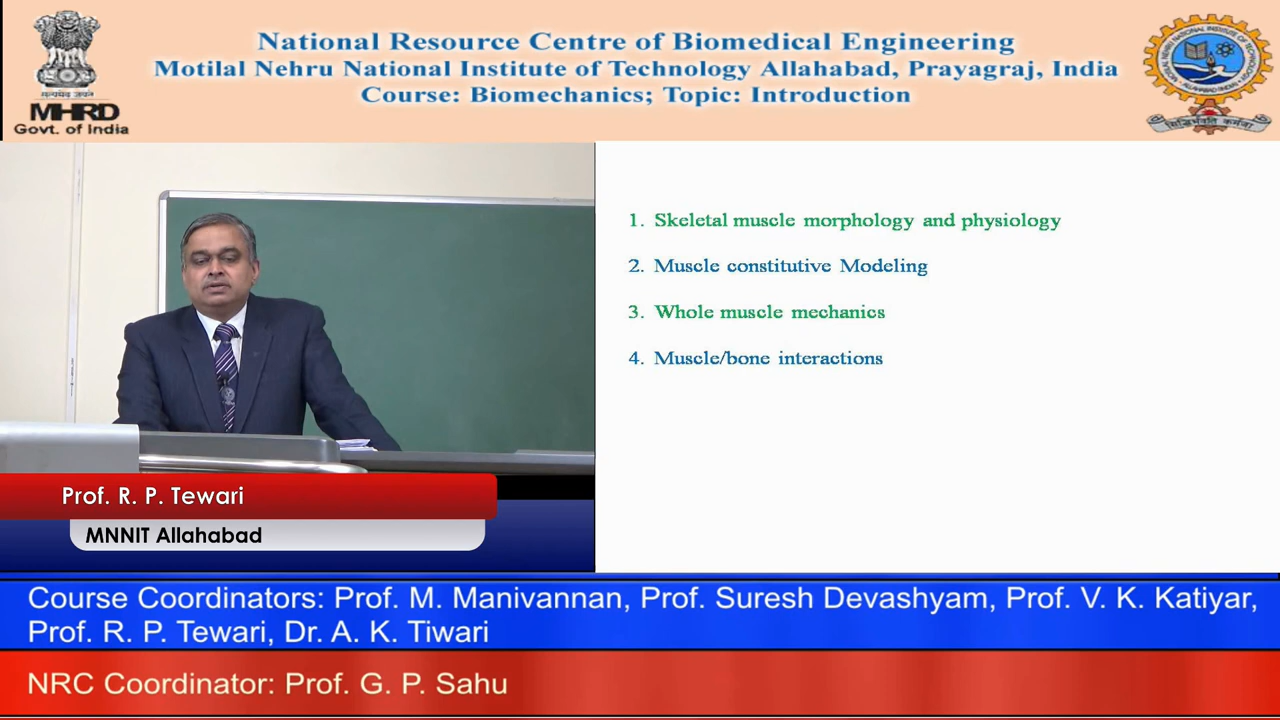 National Resource Centre of Biomedical Engineering
Motilal Nehru National Institute of Technology Allahabad, Prayagraj, India
Course: Biomechanics; Topic: Introduction
सत्यमेव जयते
MHRD
Govt. of India
1. Skeletal muscle morphology and physiology
2. Muscle constitutive Modeling
3. Whole muscle mechanics
4. Muscle/bone interactions
Prof. R. P. Tewari
MNNIT Allahabad
Course Coordinators: Prof. M. Manivannan, Prof. Suresh Devashyam, Prof. V. K. Katiyar,
Prof. R. P. Tewari, Dr. A. K. Tiwari
NRC Coordinator: Prof. G. P. Sahu